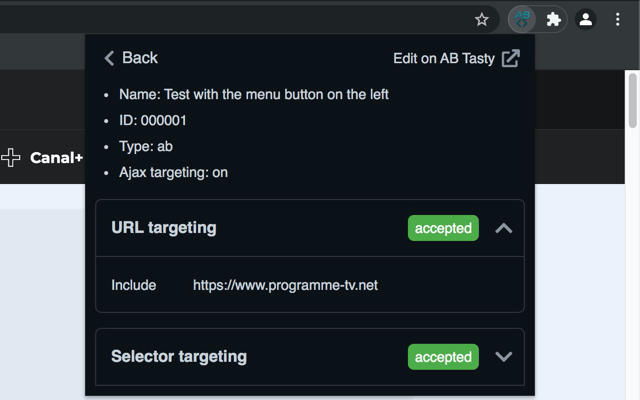 AB
Back
Edit on AB Tasty
Name: Test with the menu button on the left
ID: 000001
Type: ab
Ajax targeting: on
Canal+
URL targeting
accepted
Include
https://www.programme-tv.net
Selector targeting
accepted